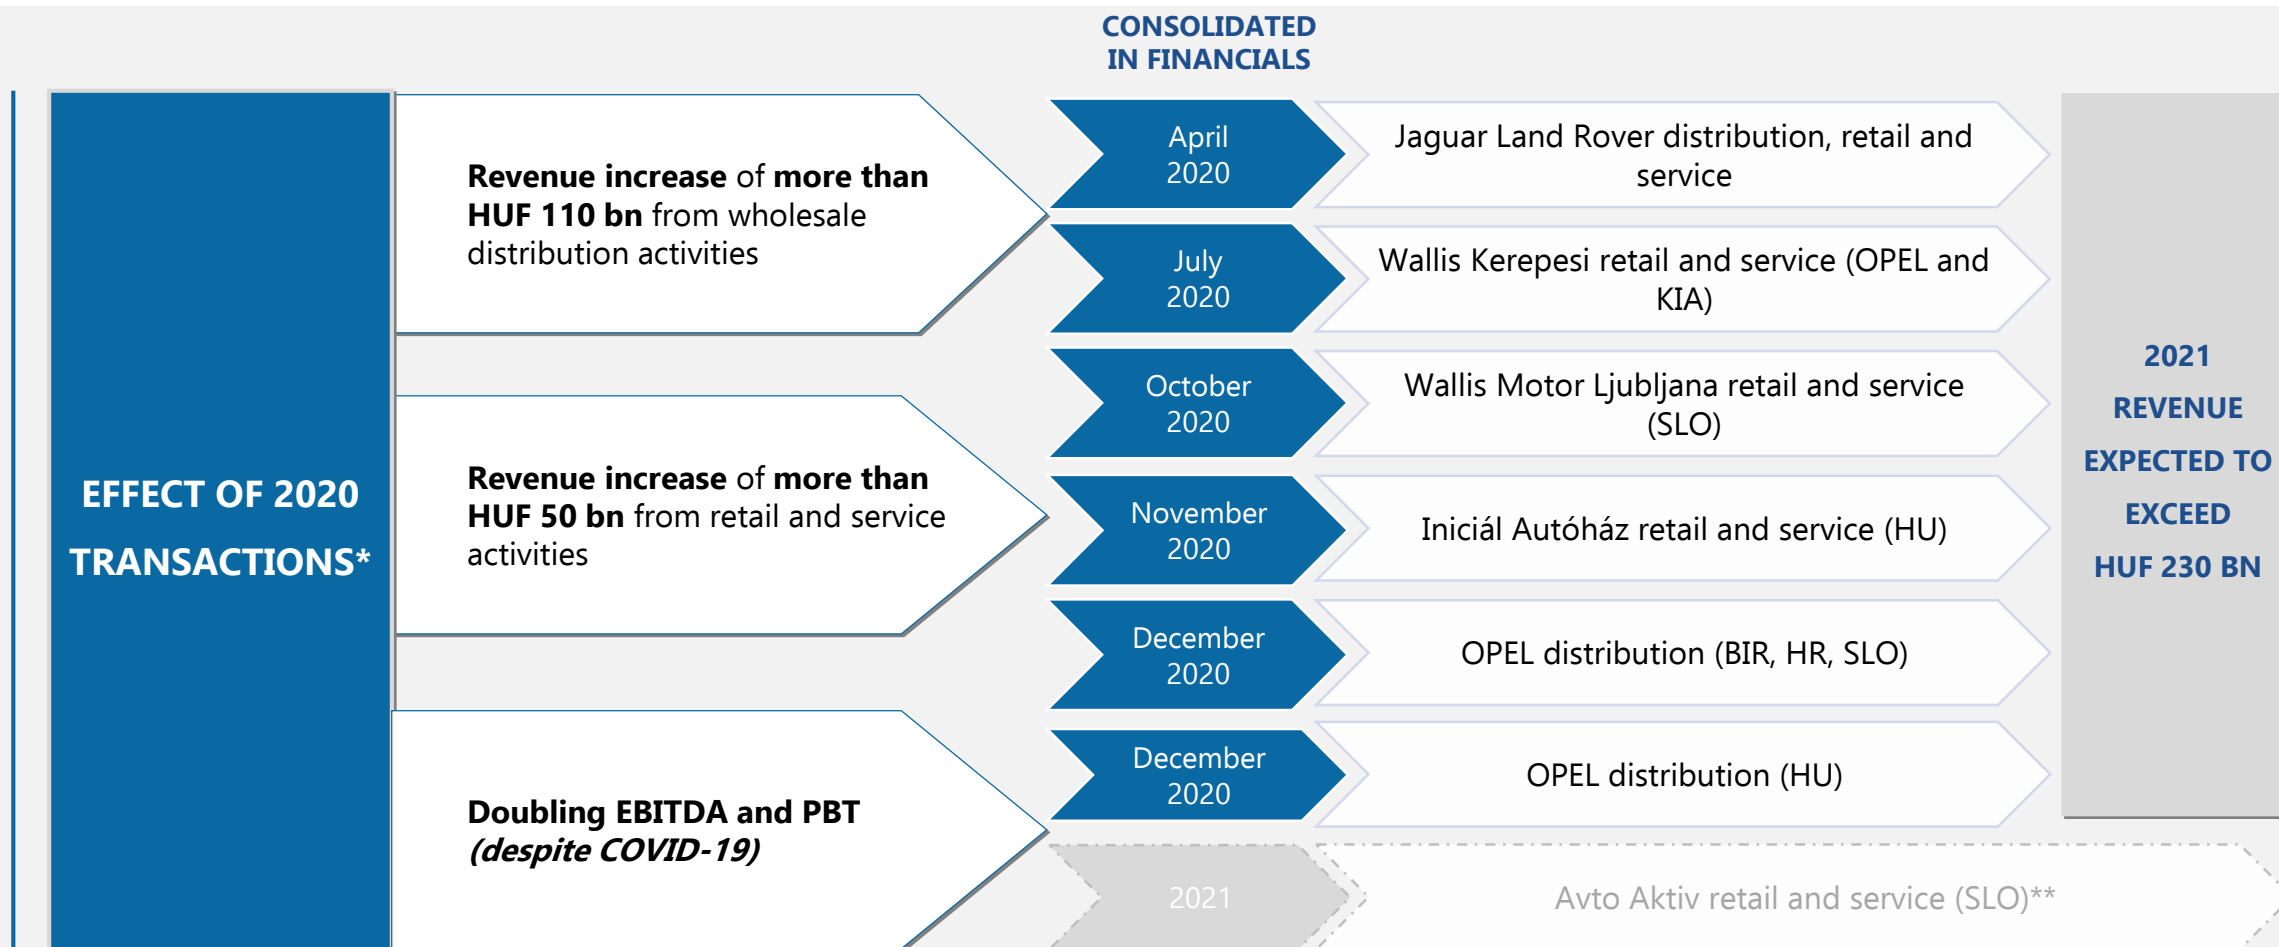 CONSOLIDATED
IN FINANCIALS
EFFECT OF 2020
TRANSACTIONS*
Revenue increase of more than
HUF 110 bn from wholesale
distribution activities
Revenue increase of more than
HUF 50 bn from retail and service
activities
Doubling EBITDA and PBT
(despite COVID-19)
April
2020
Jaguar Land Rover distribution, retail and
service
July
2020
Wallis Kerepesi retail and service (OPEL and
KIA)
October
2020
Wallis Motor Ljubljana retail and service
(SLO)
November
2020
Iniciál Autóház retail and service (HU)
December
2020
OPEL distribution (BIR, HR, SLO)
December
2020
OPEL distribution (HU)
2021
Avto Aktiv retail and service (SLO)**
2021
REVENUE
EXPECTED TO
EXCEED
HUF 230 BN